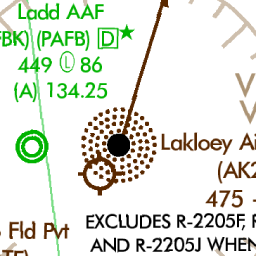 Ladd AAF
FBK) (PAFB) D★
449 Ⓛ 86
(A) 134.25
Lakloey Ai
(AK2
475 -
Fld Pvt
EXCLUDES R-2205F,
AND R-2205J WHEN